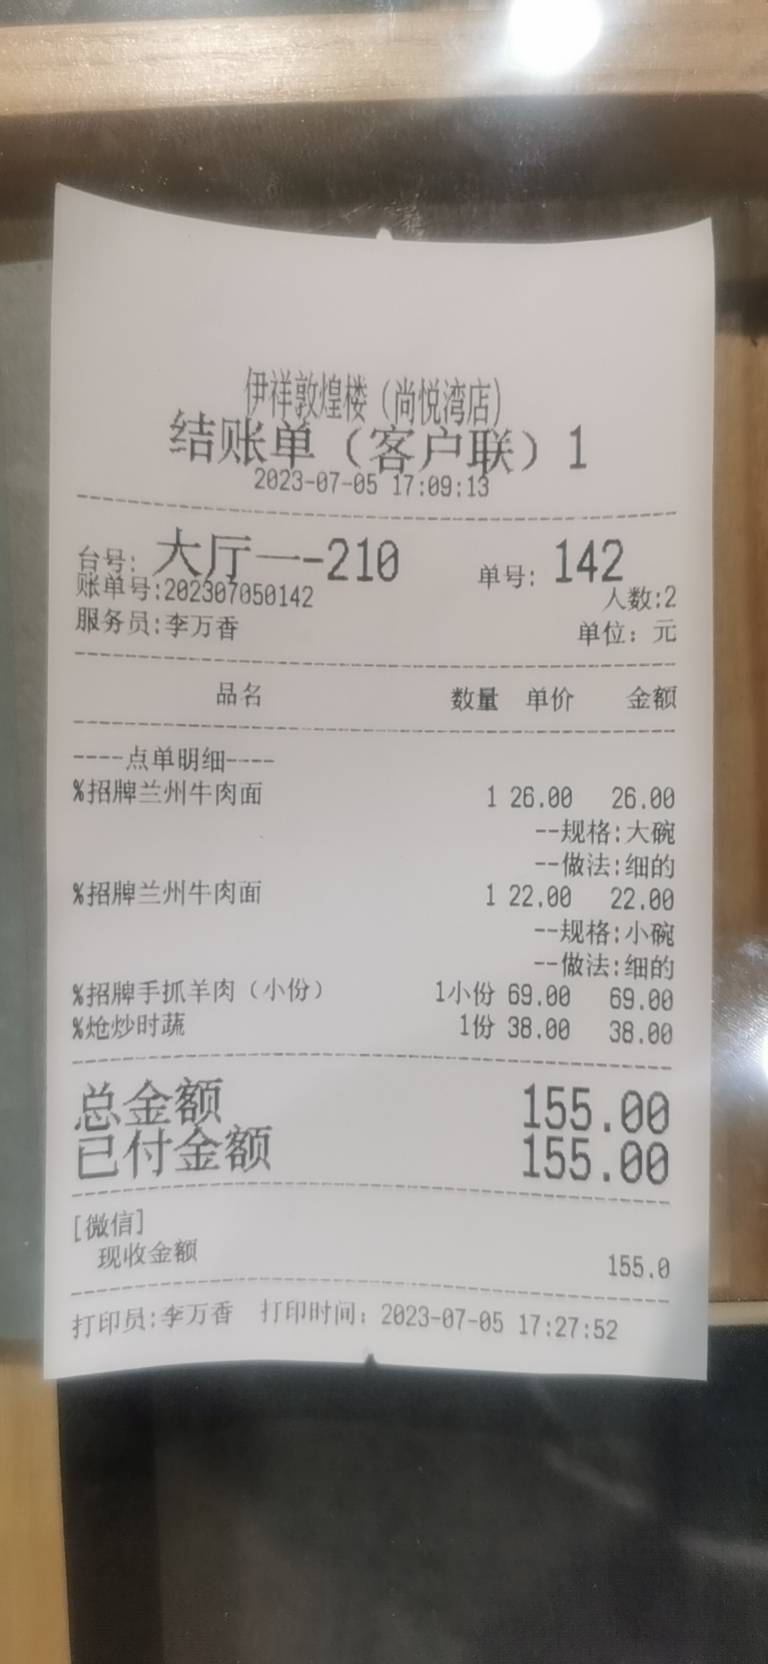 伊祥敦煌楼（尚悦湾店）
结账单（客户联）1
2023-07-05 17:09:13
台号: 大厅一-210 单号: 142
账单号:202307050142 人数:2
服务员:李万香 单位: 元
品名 数量 单价 金额
----点单明细----
%招牌兰州牛肉面 1 26.00 26.00
--规格:大碗
--做法:细的
%招牌兰州牛肉面 1 22.00 22.00
--规格:小碗
--做法:细的
%招牌手抓羊肉（小份） 1小份 69.00 69.00
%炝炒时蔬 1份 38.00 38.00
总金额 155.00
已付金额 155.00
[微信]
现收金额 155.0
打印员:李万香 打印时间: 2023-07-05 17:27:52